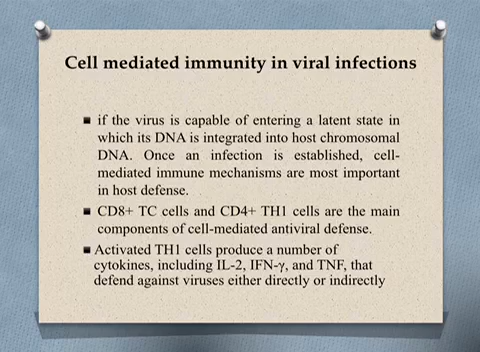 Cell mediated immunity in viral infections
if the virus is capable of entering a latent state in
which its DNA is integrated into host chromosomal
DNA. Once an infection is established, cell-
mediated immune mechanisms are most important
in host defense.
CD8+ TC cells and CD4+ TH1 cells are the main
components of cell-mediated antiviral defense.
Activated TH1 cells produce a number of
cytokines, including IL-2, IFN-γ, and TNF, that
defend against viruses either directly or indirectly